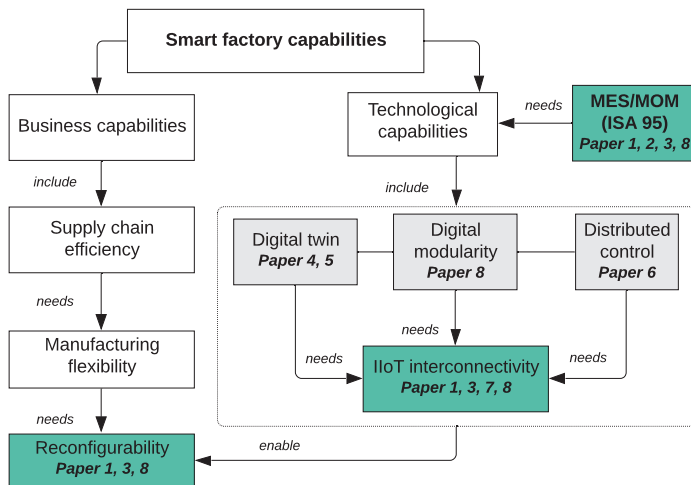 Smart factory capabilities
Business capabilities
Technological
capabilities
needs
MES/MOM
(ISA 95)
Paper 1, 2, 3, 8
include
include
Supply chain
efficiency
Digital twin
Paper 4, 5
Digital
modularity
Paper 8
Distributed
control
Paper 6
needs
needs
needs
needs
Manufacturing
flexibility
IIoT interconnectivity
Paper 1, 3, 7, 8
needs
Reconfigurability
Paper 1, 3, 8
enable